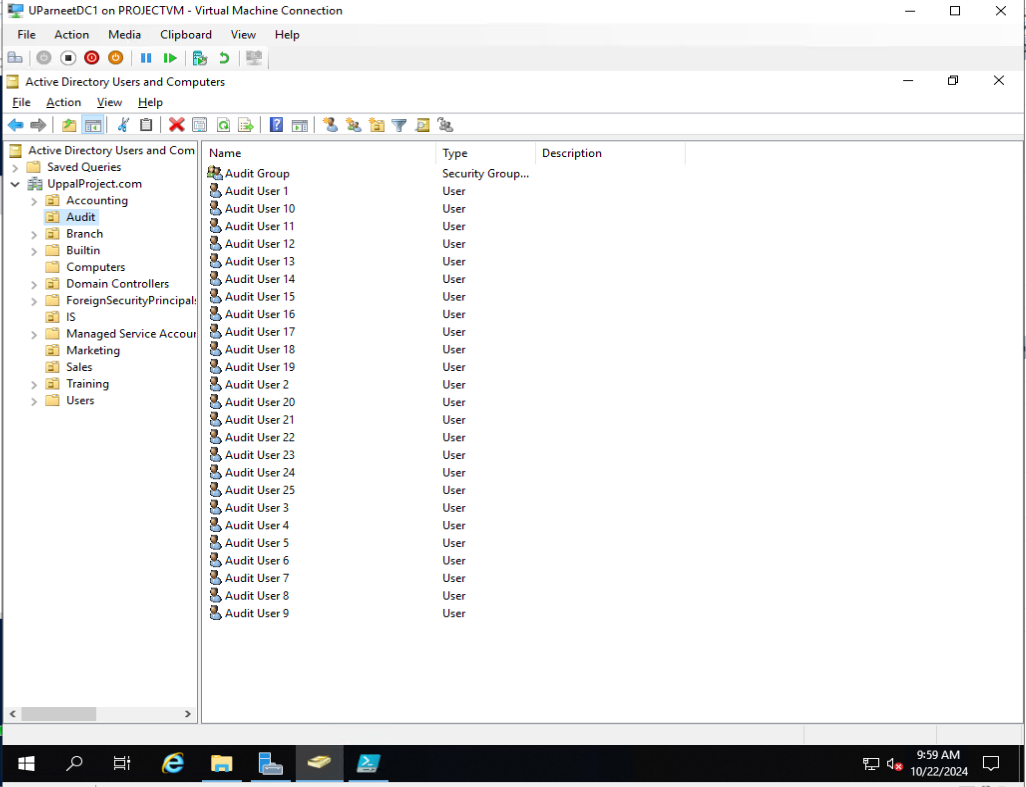 UParneetDC1 on PROJECTVM - Virtual Machine Connection
File Action Media Clipboard View Help
Active Directory Users and Computers
File Action View Help
Active Directory Users and Com
Saved Queries
UppalProject.com
Accounting
Audit
Branch
Builtin
Computers
Domain Controllers
ForeignSecurityPrincipals
IS
Managed Service Accour
Marketing
Sales
Training
Users
Name Type Description
Audit Group Security Group...
Audit User 1 User
Audit User 10 User
Audit User 11 User
Audit User 12 User
Audit User 13 User
Audit User 14 User
Audit User 15 User
Audit User 16 User
Audit User 17 User
Audit User 18 User
Audit User 19 User
Audit User 2 User
Audit User 20 User
Audit User 21 User
Audit User 22 User
Audit User 23 User
Audit User 24 User
Audit User 25 User
Audit User 3 User
Audit User 4 User
Audit User 5 User
Audit User 6 User
Audit User 7 User
Audit User 8 User
Audit User 9 User
9:59 AM
10/22/2024